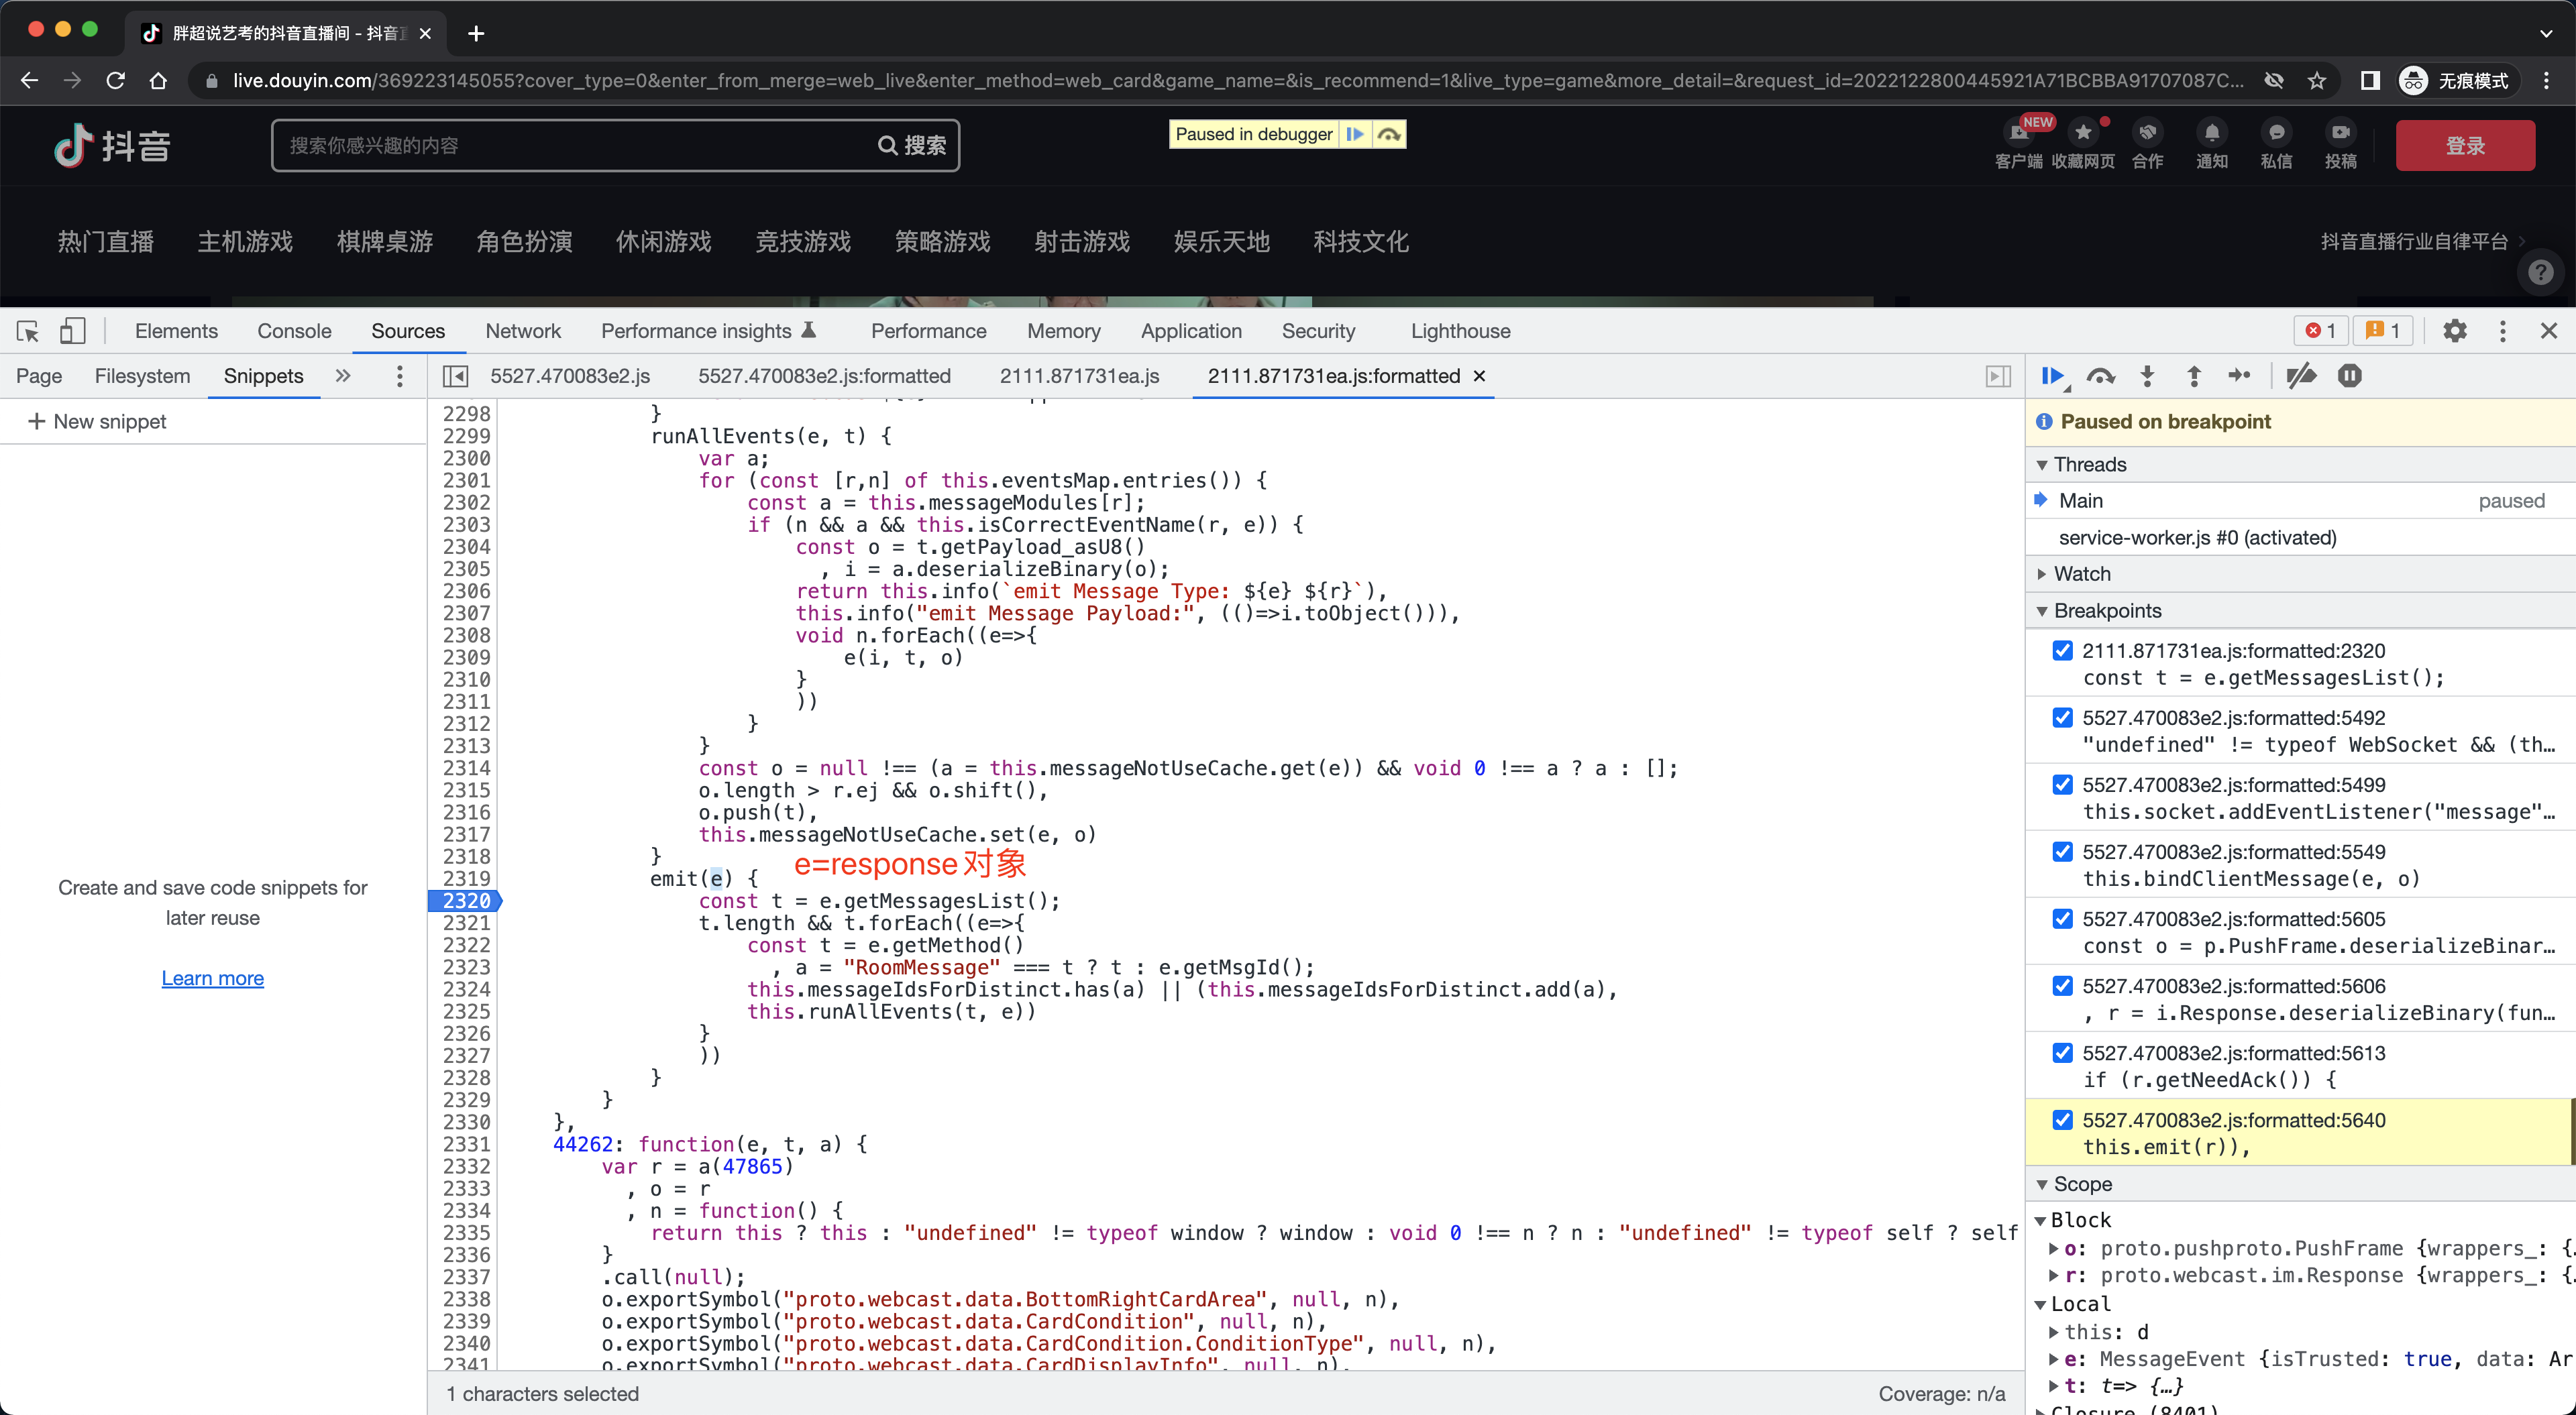 胖超说艺考的抖音直播间 - 抖音直
live.douyin.com/369223145055?cover_type=0&enter_from_merge=web_live&enter_method=web_card&game_name=&is_recommend=1&live_type=game&more_detail=&request_id=2022122800445921A71BCBBA91707087C...
无痕模式
抖音
搜索你感兴趣的内容
搜索
Paused in debugger
NEW
客户端
收藏网页
合作
通知
私信
投稿
登录
热门直播
主机游戏
棋牌桌游
角色扮演
休闲游戏
竞技游戏
策略游戏
射击游戏
娱乐天地
科技文化
抖音直播行业自律平台
Elements
Console
Sources
Network
Performance insights
Performance
Memory
Application
Security
Lighthouse
1
1
Page
Filesystem
Snippets
5527.470083e2.js
5527.470083e2.js:formatted
2111.871731ea.js
2111.871731ea.js:formatted
New snippet
Create and save code snippets for
later reuse
Learn more
2298 }
2299 runAllEvents(e, t) {
2300 var a;
2301 for (const [r,n] of this.eventsMap.entries()) {
2302 const a = this.messageModules[r];
2303 if (n && a && this.isCorrectEventName(r, e)) {
2304 const o = t.getPayload_asU8()
2305 , i = a.deserializeBinary(o);
2306 return this.info(`emit Message Type: ${e} ${r}`),
2307 this.info("emit Message Payload:", (()=>i.toObject())),
2308 void n.forEach((e=>{
2309 e(i, t, o)
2310 }
2311 ))
2312 }
2313 }
2314 const o = null !== (a = this.messageNotUseCache.get(e)) && void 0 !== a ? a : [];
2315 o.length > r.ej && o.shift(),
2316 o.push(t),
2317 this.messageNotUseCache.set(e, o)
2318 }
e=response对象
2319 emit(e) {
2320 const t = e.getMessagesList();
2321 t.length && t.forEach((e=>{
2322 const t = e.getMethod()
2323 , a = "RoomMessage" === t ? t : e.getMsgId();
2324 this.messageIdsForDistinct.has(a) || (this.messageIdsForDistinct.add(a),
2325 this.runAllEvents(t, e))
2326 }
2327 ))
2328 }
2329 }
2330 },
2331 44262: function(e, t, a) {
2332 var r = a(47865)
2333 , o = r
2334 , n = function() {
2335 return this ? this : "undefined" != typeof window ? window : void 0 !== n ? n : "undefined" != typeof self ? self
2336 }
2337 .call(null);
2338 o.exportSymbol("proto.webcast.data.BottomRightCardArea", null, n),
2339 o.exportSymbol("proto.webcast.data.CardCondition", null, n),
2340 o.exportSymbol("proto.webcast.data.CardCondition.ConditionType", null, n),
2341 o.exportSymbol("proto.webcast.data.CardDisplayInfo", null, n),
1 characters selected
Coverage: n/a
Paused on breakpoint
Threads
Main paused
service-worker.js #0 (activated)
Watch
Breakpoints
2111.871731ea.js:formatted:2320
const t = e.getMessagesList();
5527.470083e2.js:formatted:5492
"undefined" != typeof WebSocket && (th…
5527.470083e2.js:formatted:5499
this.socket.addEventListener("message"…
5527.470083e2.js:formatted:5549
this.bindClientMessage(e, o)
5527.470083e2.js:formatted:5605
const o = p.PushFrame.deserializeBinar…
5527.470083e2.js:formatted:5606
, r = i.Response.deserializeBinary(fun…
5527.470083e2.js:formatted:5613
if (r.getNeedAck()) {
5527.470083e2.js:formatted:5640
this.emit(r)),
Scope
Block
o: proto.pushproto.PushFrame {wrappers_: {
r: proto.webcast.im.Response {wrappers_: {
Local
this: d
e: MessageEvent {isTrusted: true, data: Ar
t: t=> {…}
Closure (8401)